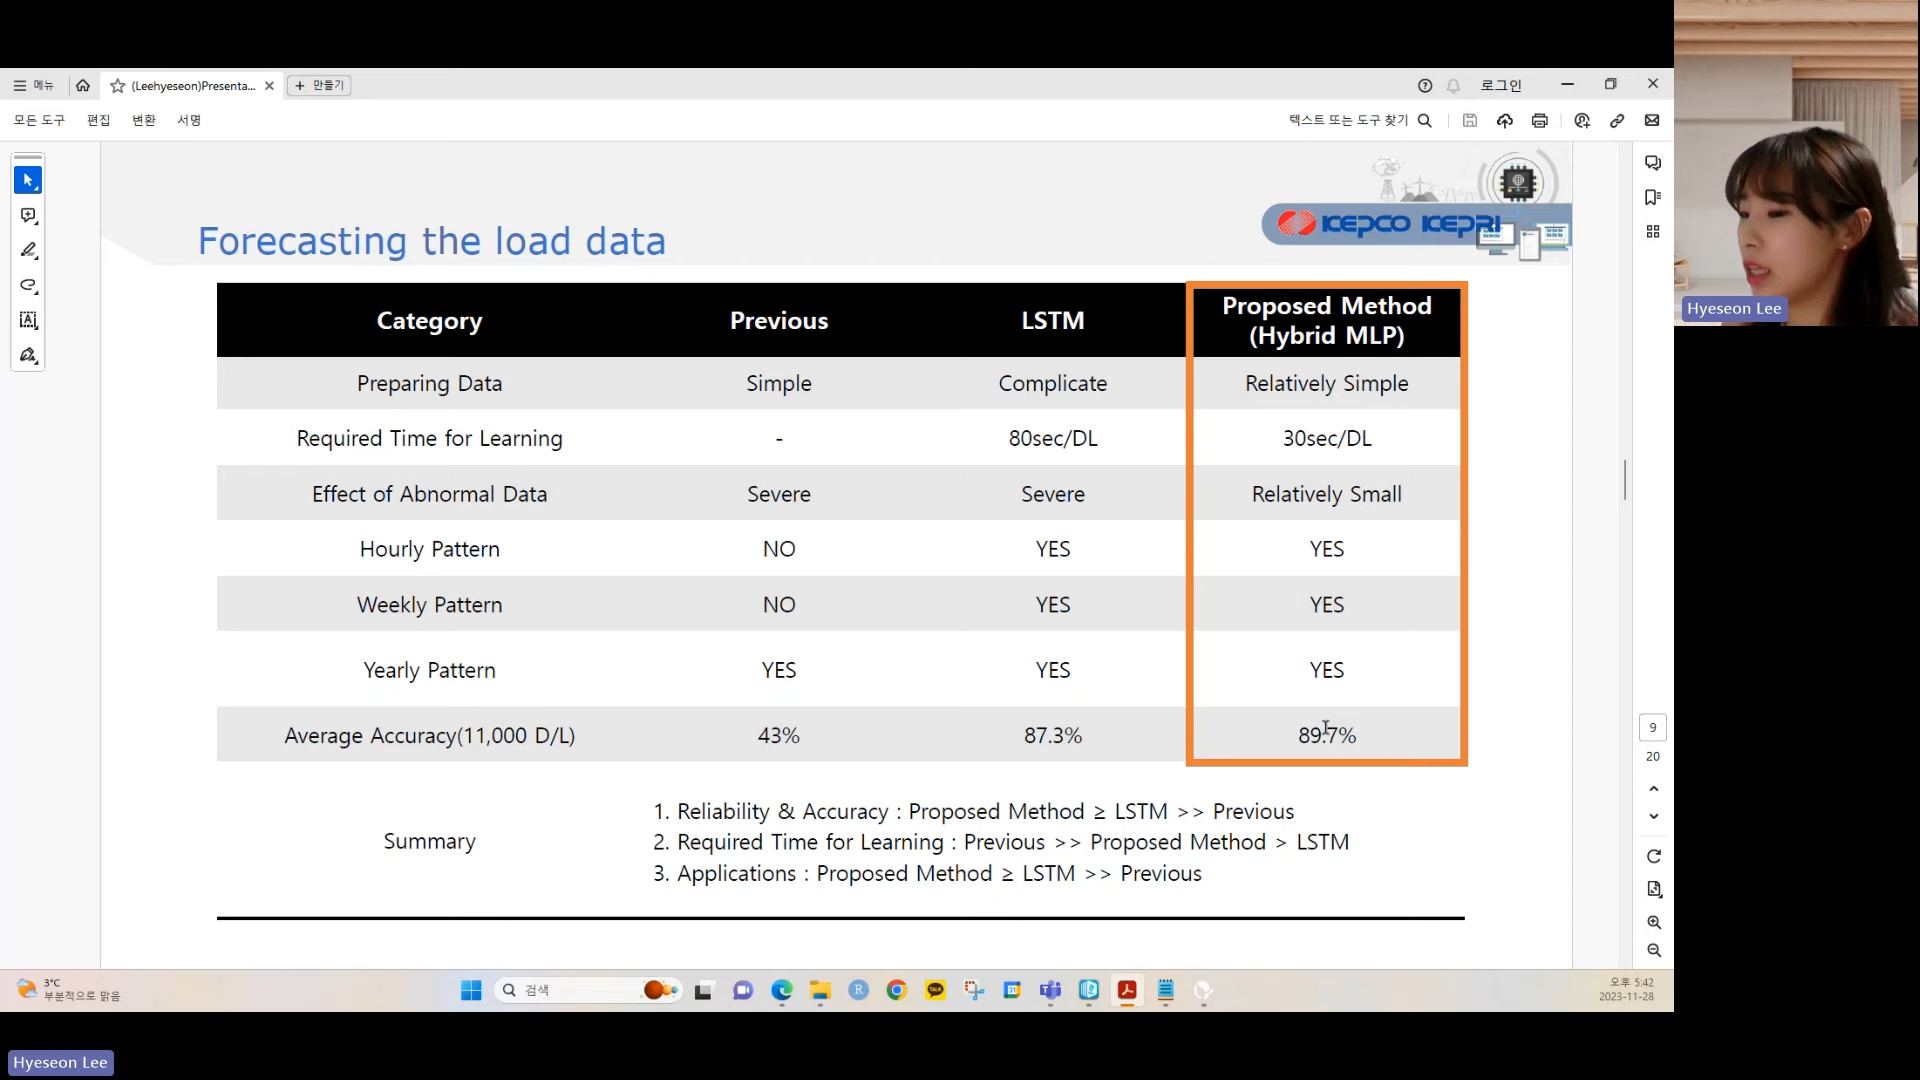 메뉴
(Leehyeseon)Presenta...
만들기
로그인
모든 도구 편집 변환 서명
텍스트 또는 도구 찾기
Forecasting the load data
KEPCO KEPRI
Category Previous LSTM Proposed Method (Hybrid MLP)
Preparing Data Simple Complicate Relatively Simple
Required Time for Learning - 80sec/DL 30sec/DL
Effect of Abnormal Data Severe Severe Relatively Small
Hourly Pattern NO YES YES
Weekly Pattern NO YES YES
Yearly Pattern YES YES YES
Average Accuracy(11,000 D/L) 43% 87.3% 89.7%
Summary
1. Reliability & Accuracy : Proposed Method ≥ LSTM >> Previous
2. Required Time for Learning : Previous >> Proposed Method > LSTM
3. Applications : Proposed Method ≥ LSTM >> Previous
9
20
3°C
부분적으로 맑음
검색
오후 5:42
2023-11-28
Hyeseon Lee
Hyeseon Lee